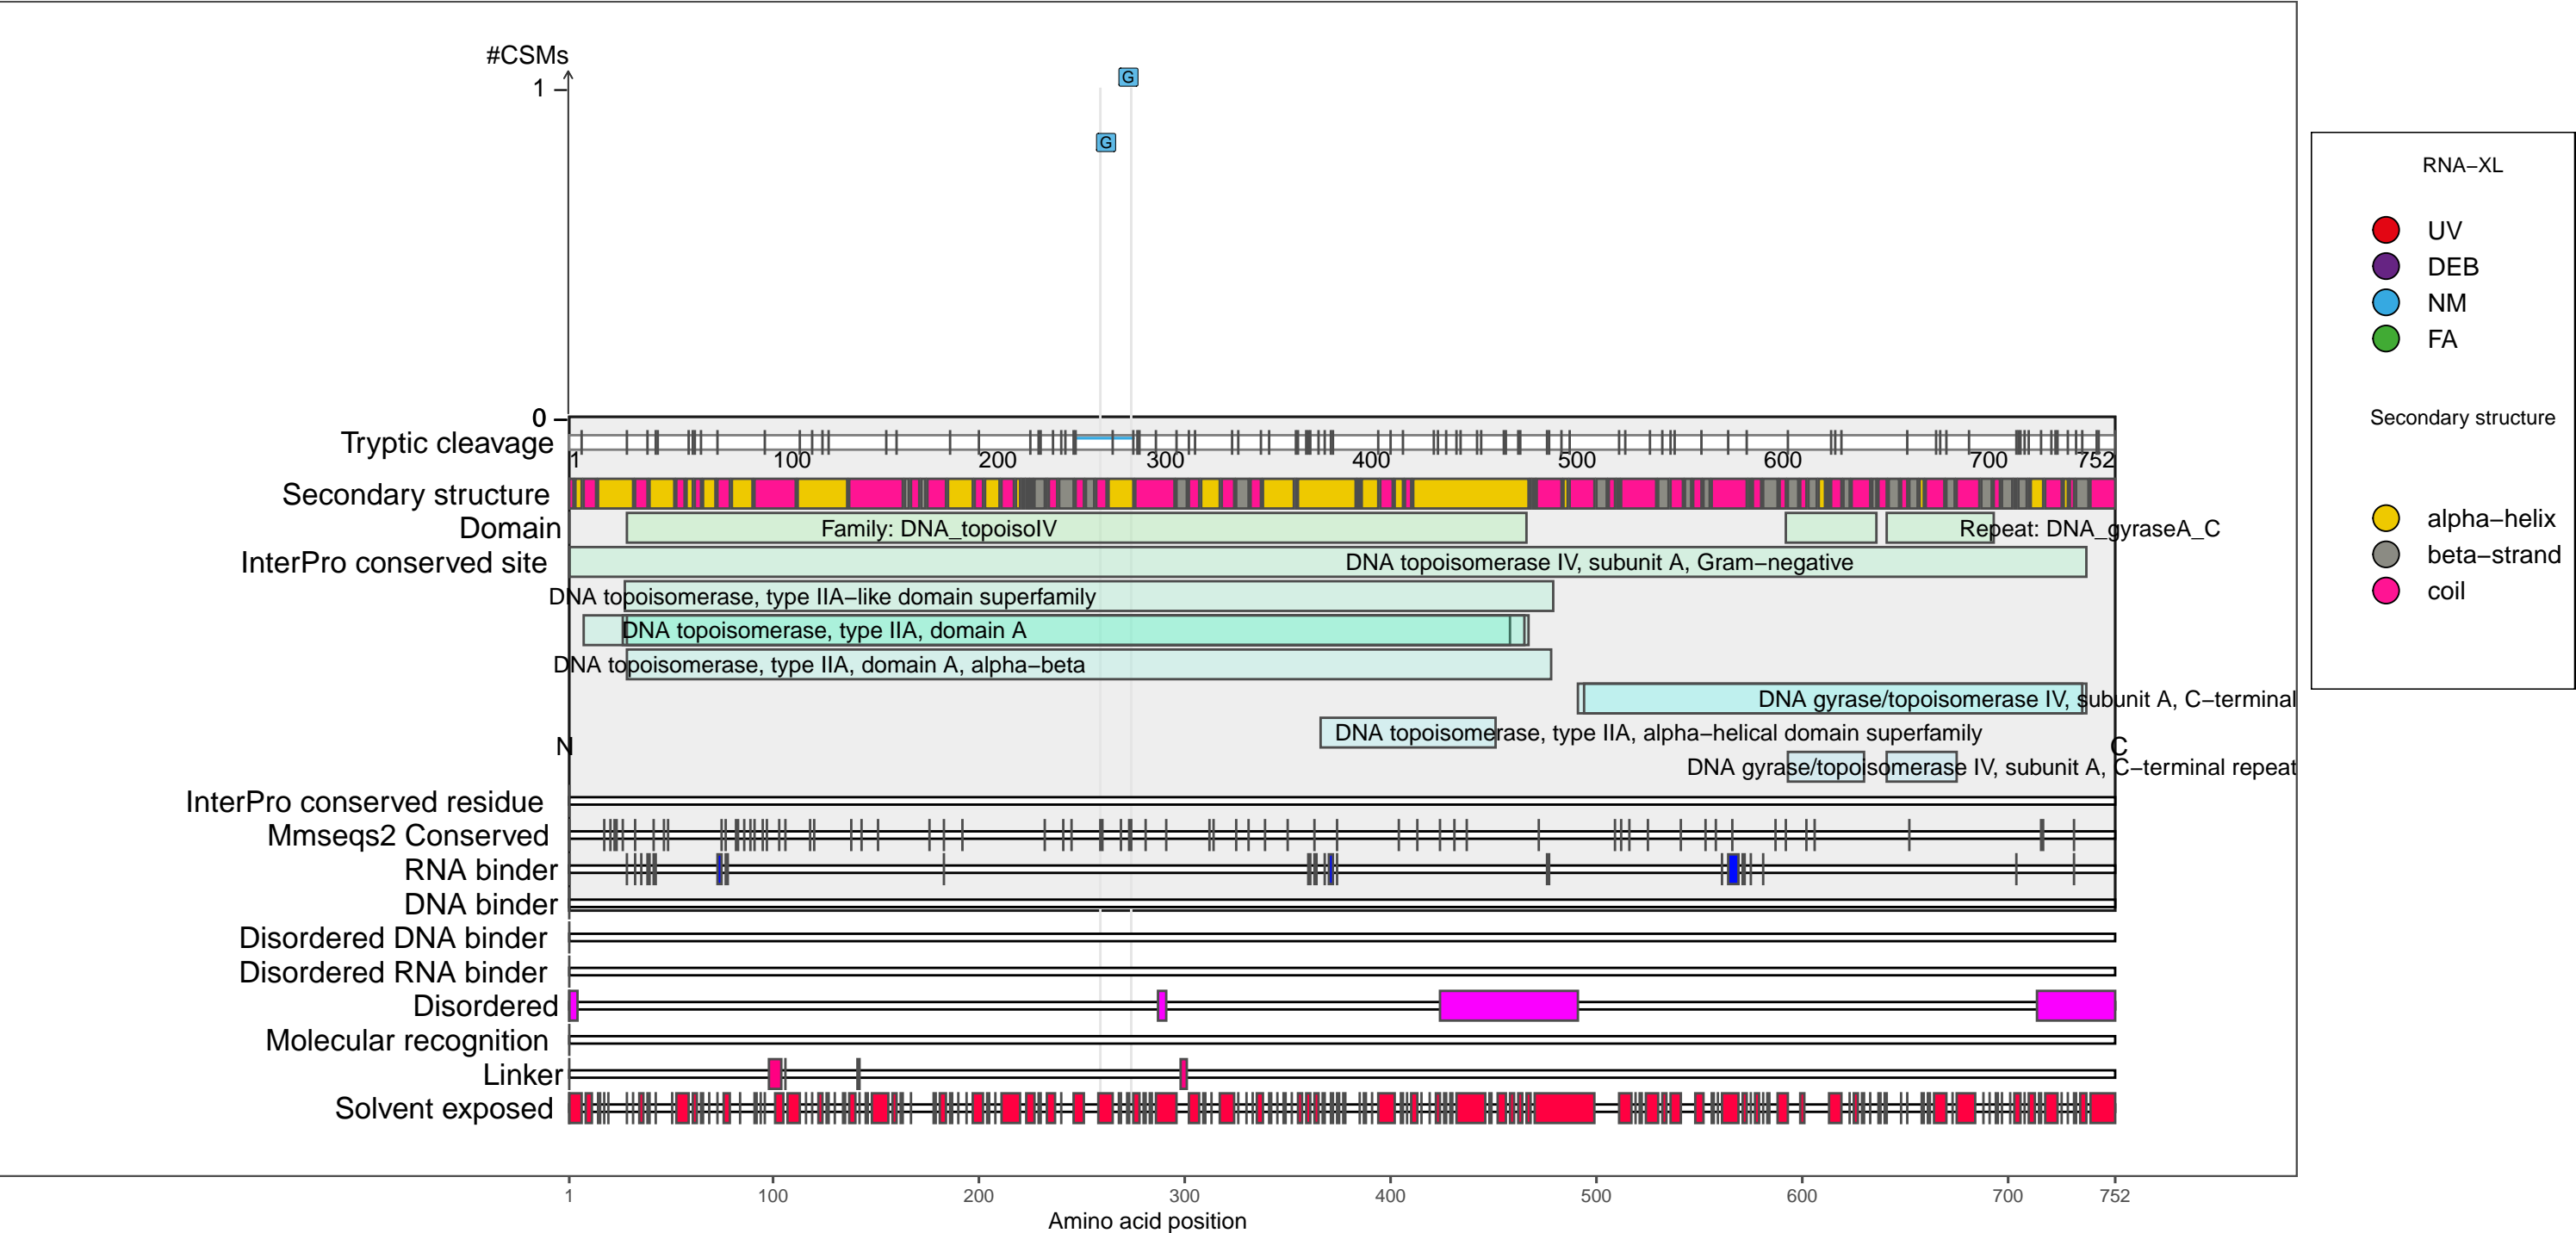 #CSMs
1
G
G
0
Tryptic cleavage
1 100 200 300 400 500 600 700 752
Secondary structure
Domain
Family: DNA_topoisoIV
Repeat: DNA_gyraseA_C
InterPro conserved site
DNA topoisomerase IV, subunit A, Gram−negative
DNA topoisomerase, type IIA−like domain superfamily
DNA topoisomerase, type IIA, domain A
DNA topoisomerase, type IIA, domain A, alpha−beta
DNA gyrase/topoisomerase IV, subunit A, C−terminal
DNA topoisomerase, type IIA, alpha−helical domain superfamily
N
C
DNA gyrase/topoisomerase IV, subunit A, C−terminal repeat
InterPro conserved residue
Mmseqs2 Conserved
RNA binder
DNA binder
Disordered DNA binder
Disordered RNA binder
Disordered
Molecular recognition
Linker
Solvent exposed
1 100 200 300 400 500 600 700 752
Amino acid position
RNA−XL
UV
DEB
NM
FA
Secondary structure
alpha−helix
beta−strand
coil